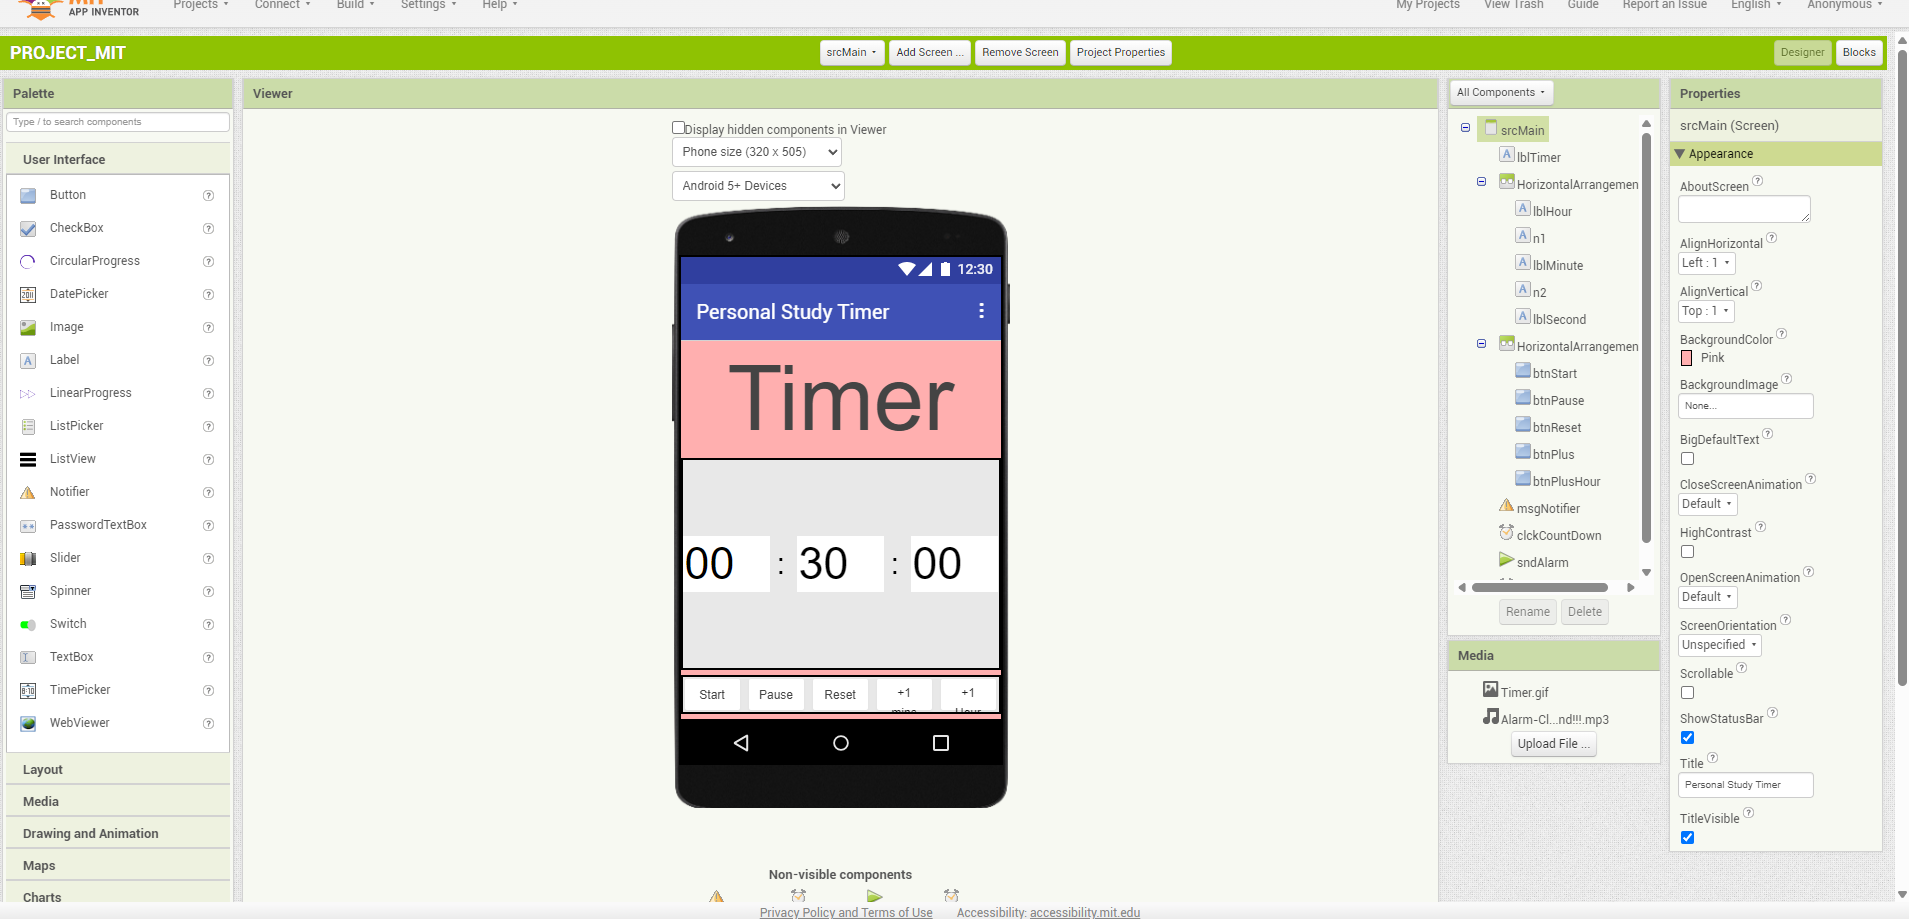 MIT
APP INVENTOR
Projects
Connect
Build
Settings
Help
My Projects
View Trash
Guide
Report an Issue
English
Anonymous
PROJECT_MIT
srcMain
Add Screen ...
Remove Screen
Project Properties
Designer
Blocks
Palette
Type / to search components
User Interface
Button
CheckBox
CircularProgress
DatePicker
Image
Label
LinearProgress
ListPicker
ListView
Notifier
PasswordTextBox
Slider
Spinner
Switch
TextBox
TimePicker
WebViewer
Layout
Media
Drawing and Animation
Maps
Charts
Viewer
Display hidden components in Viewer
Phone size (320 x 505)
Android 5+ Devices
12:30
Personal Study Timer
Timer
00 : 30 : 00
Start
Pause
Reset
+1
mins
+1
Hour
Non-visible components
All Components
srcMain
lblTimer
HorizontalArrangemen
lblHour
n1
lblMinute
n2
lblSecond
HorizontalArrangemen
btnStart
btnPause
btnReset
btnPlus
btnPlusHour
msgNotifier
clckCountDown
sndAlarm
Rename
Delete
Media
Timer.gif
Alarm-Cl...nd!!!.mp3
Upload File ...
Properties
srcMain (Screen)
Appearance
AboutScreen
AlignHorizontal
Left : 1
AlignVertical
Top : 1
BackgroundColor
Pink
BackgroundImage
None...
BigDefaultText
CloseScreenAnimation
Default
HighContrast
OpenScreenAnimation
Default
ScreenOrientation
Unspecified
Scrollable
ShowStatusBar
Title
Personal Study Timer
TitleVisible
Privacy Policy and Terms of Use
Accessibility: accessibility.mit.edu